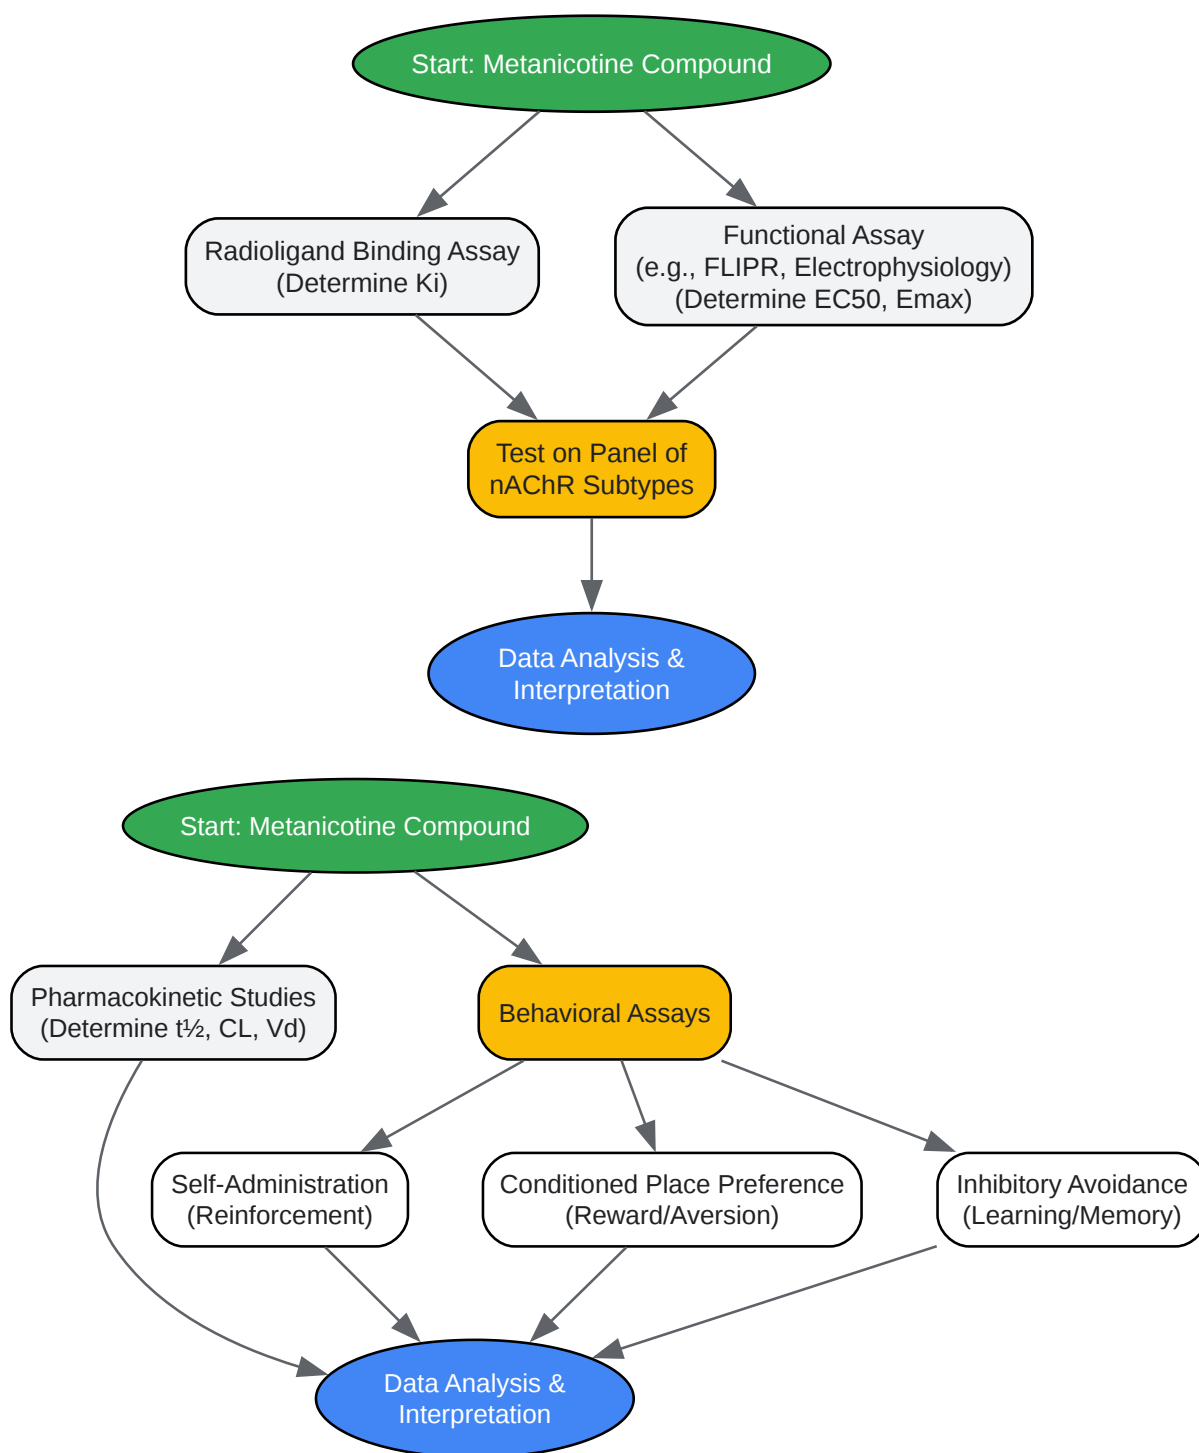 Start: Metanicotine Compound
Radioligand Binding Assay
(Determine Ki)
Functional Assay
(e.g., FLIPR, Electrophysiology)
(Determine EC50, Emax)
Test on Panel of
nAChR Subtypes
Data Analysis &
Interpretation
Start: Metanicotine Compound
Pharmacokinetic Studies
(Determine t½, CL, Vd)
Behavioral Assays
Self-Administration
(Reinforcement)
Conditioned Place Preference
(Reward/Aversion)
Inhibitory Avoidance
(Learning/Memory)
Data Analysis &
Interpretation